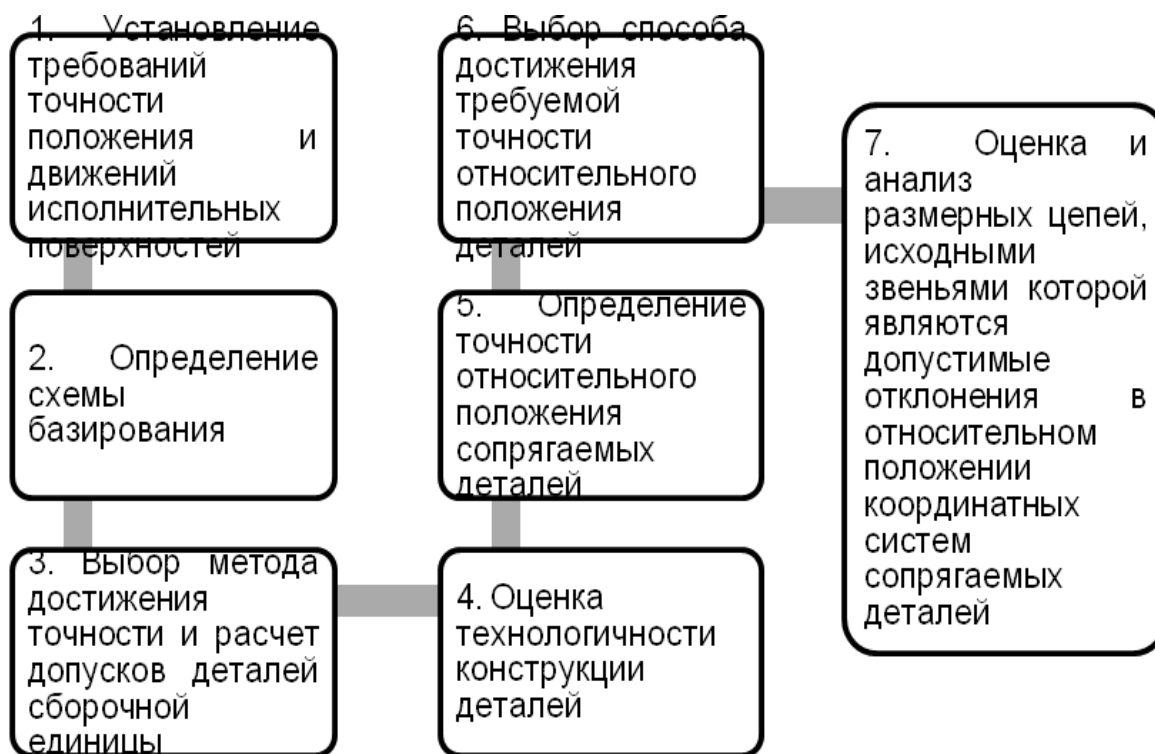 1. Установление
требований
точности
положения и
движений
исполнительных
поверхностей
2. Определение
схемы
базирования
3. Выбор метода
достижения
точности и расчет
допусков деталей
сборочной
единицы
4. Оценка
технологичности
конструкции
деталей
5. Определение
точности
относительного
положения
сопрягаемых
деталей
6. Выбор способа
достижения
требуемой
точности
относительного
положения
деталей
7. Оценка и
анализ
размерных цепей,
исходными
звеньями которой
являются
допустимые
отклонения в
относительном
положении
координатных
систем
сопрягаемых
деталей